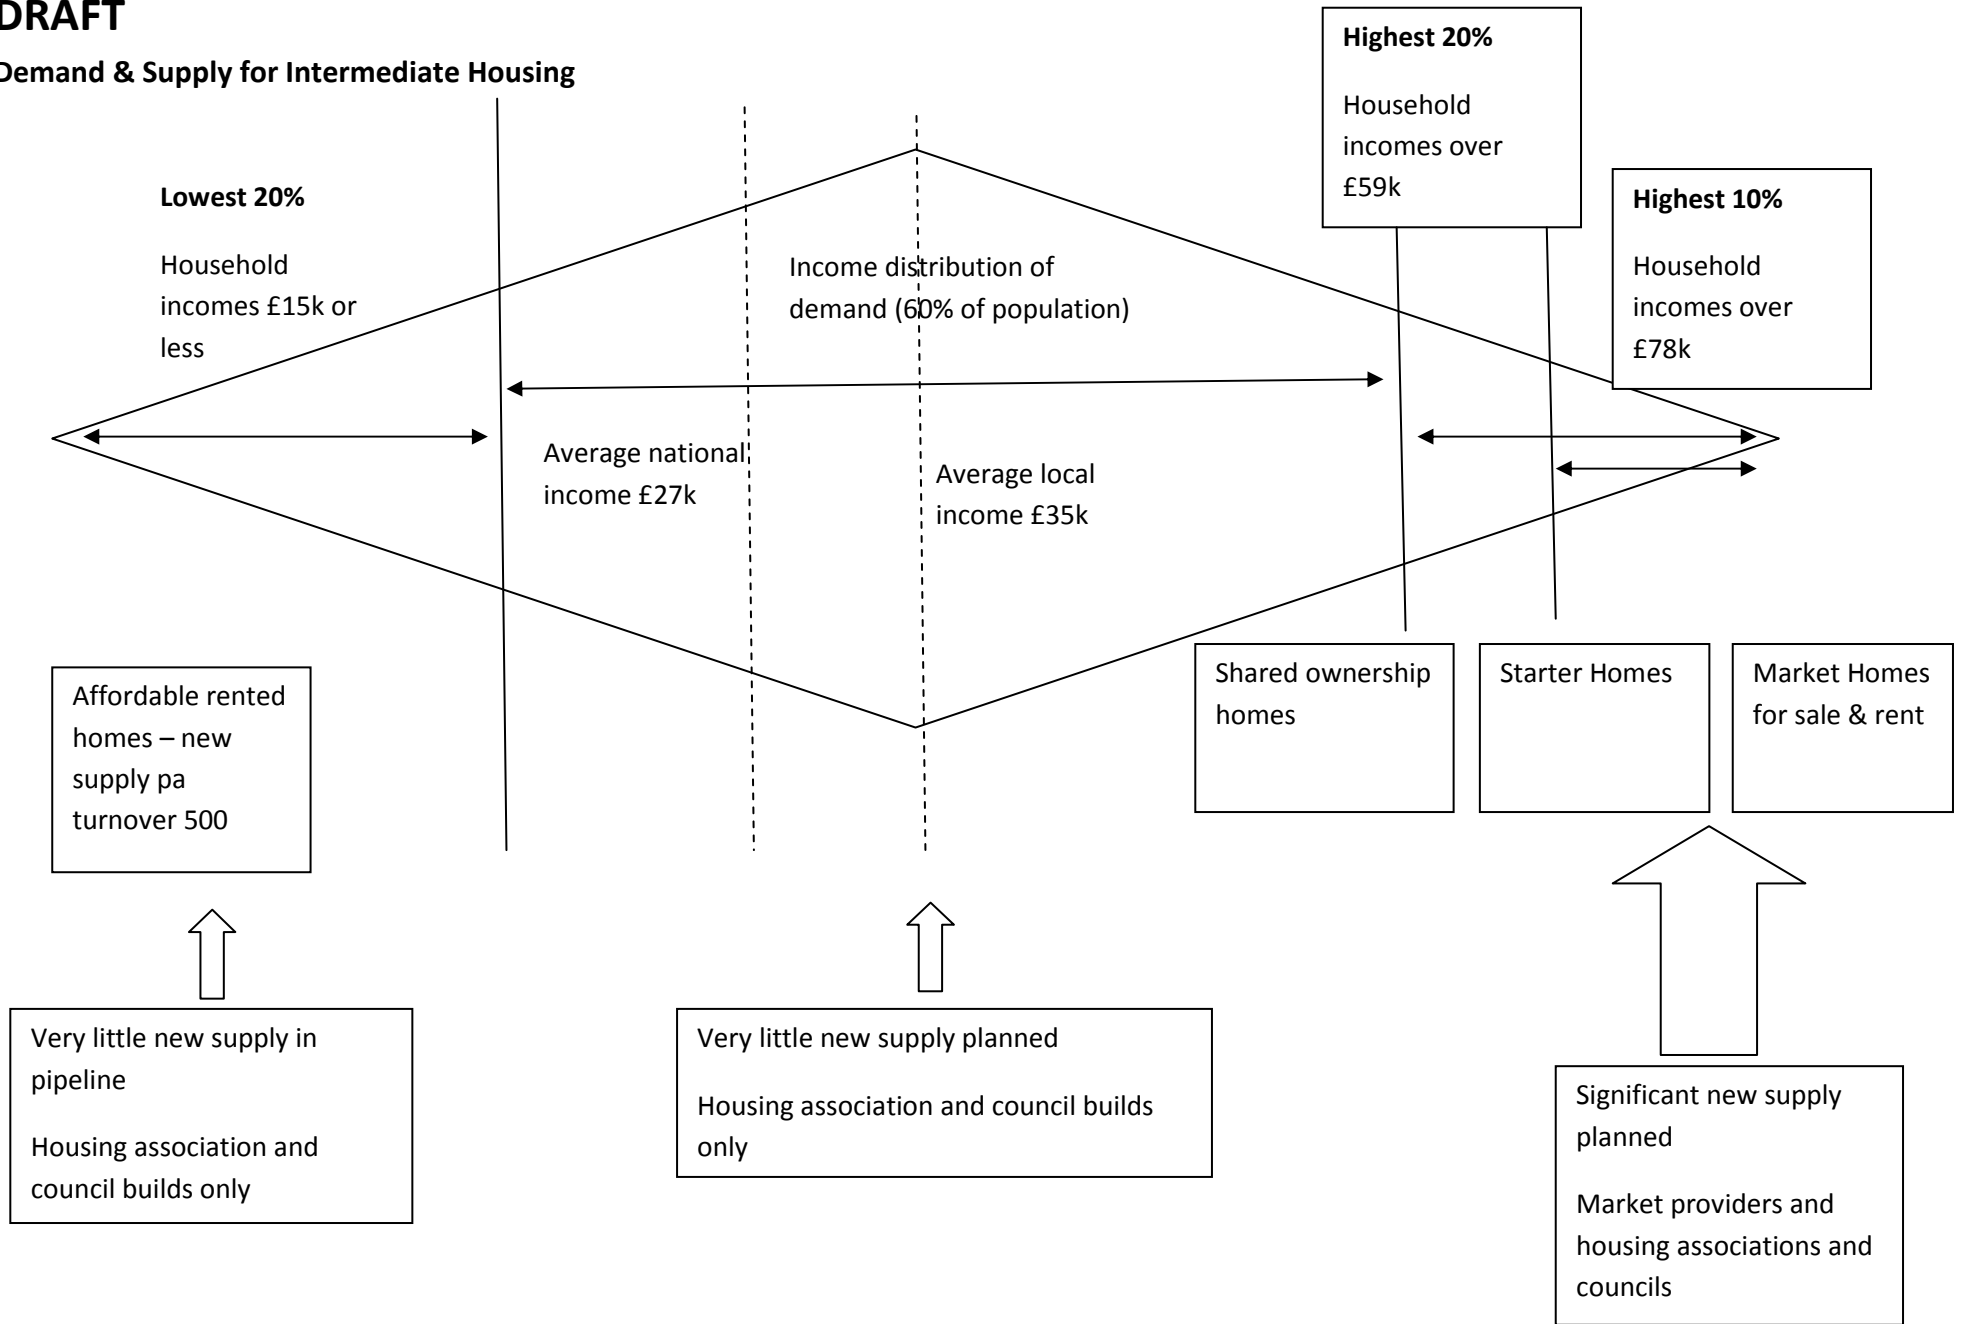 DRAFT
Demand & Supply for Intermediate Housing
Highest 20%
Household
incomes over
£59k
Highest 10%
Household
incomes over
£78k
Lowest 20%
Household
incomes £15k or
less
Income distribution of
demand (60% of population)
Average national
income £27k
Average local
income £35k
Affordable rented
homes – new
supply pa
turnover 500
Shared ownership
homes
Starter Homes
Market Homes
for sale & rent
Very little new supply in
pipeline
Housing association and
council builds only
Very little new supply planned
Housing association and council builds
only
Significant new supply
planned
Market providers and
housing associations and
councils